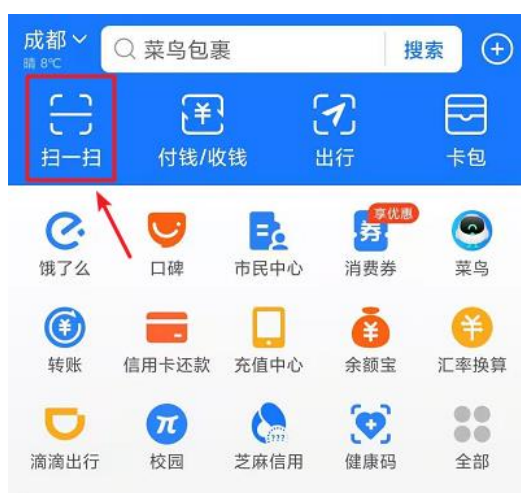 成都
菜鸟包裹
搜索
晴 8°C
扫一扫
付钱/收钱
出行
卡包
享优惠
券
饿了么
口碑
市民中心
消费券
菜鸟
转账
信用卡还款
充值中心
余额宝
汇率换算
???
滴滴出行
校园
芝麻信用
健康码
全部